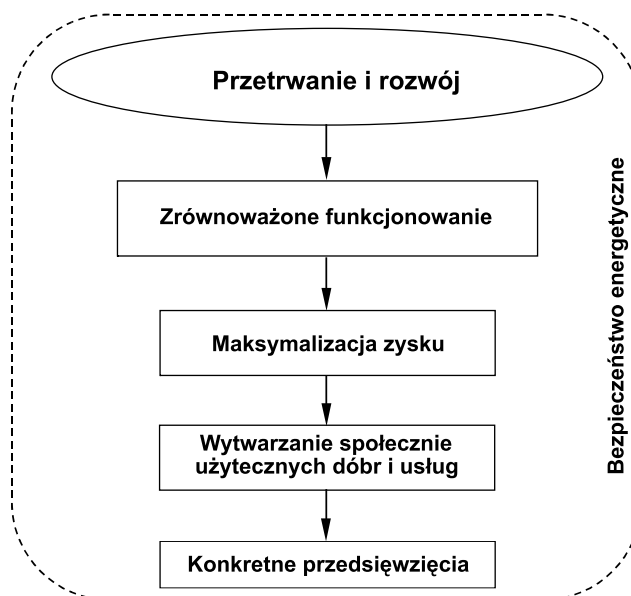 Przetrwanie i rozwój
Zrównoważone funkcjonowanie
Maksymalizacja zysku
Wytwarzanie społecznie
użytecznych dóbr i usług
Konkretne przedsięwzięcia
Bezpieczeństwo energetyczne